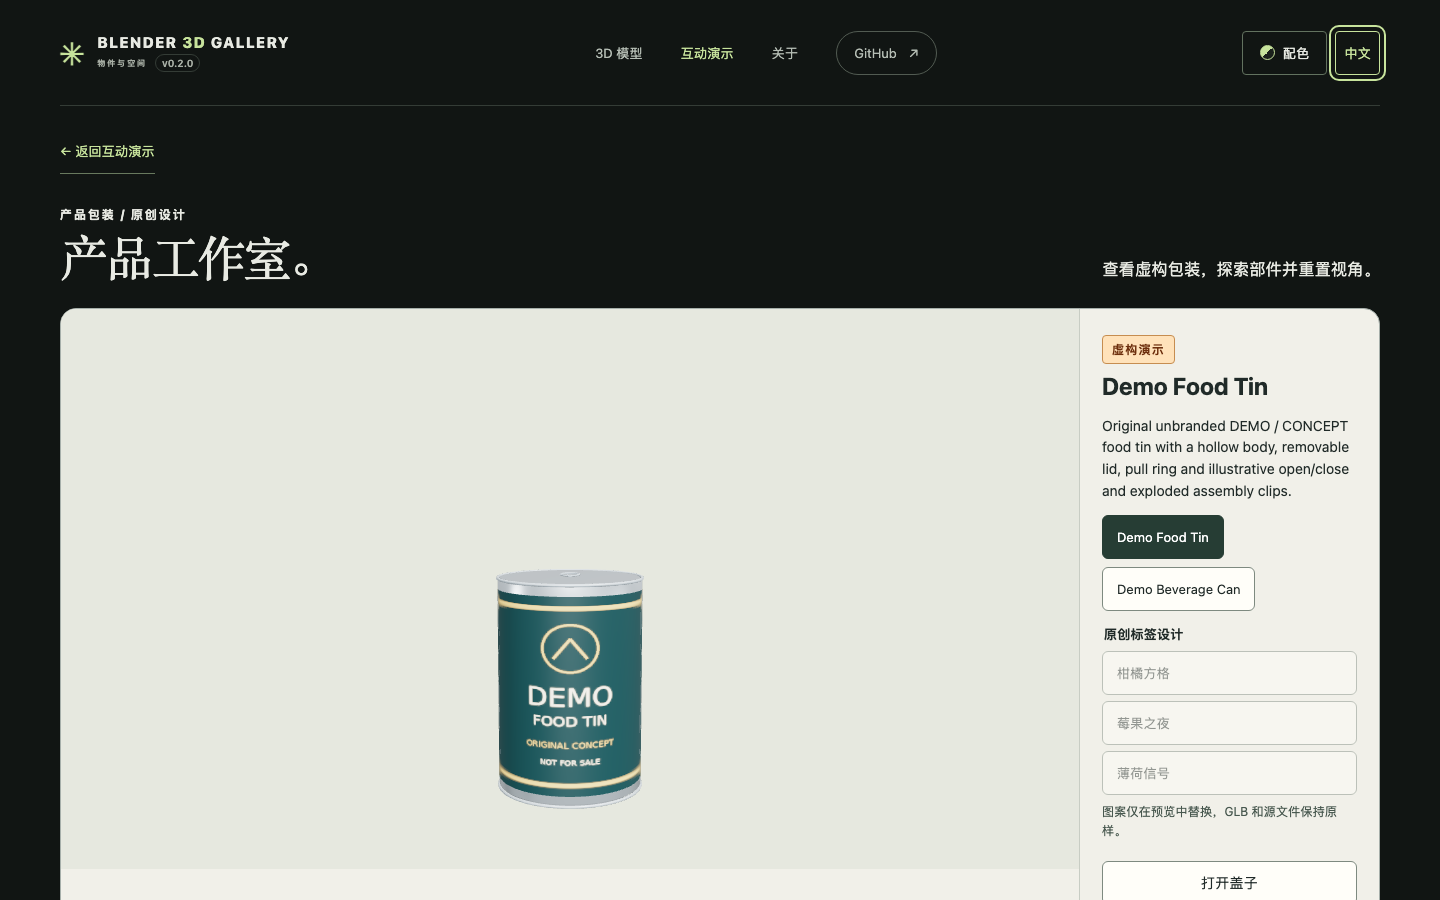 BLENDER 3D GALLERY
物件与空间 v0.2.0
3D 模型
互动演示
关于
GitHub ↗
配色
中文
← 返回互动演示
产品包装 / 原创设计
产品工作室。
查看虚构包装，探索部件并重置视角。
DEMO
FOOD TIN
ORIGINAL CONCEPT
NOT FOR SALE
虚构演示
Demo Food Tin
Original unbranded DEMO / CONCEPT
food tin with a hollow body, removable
lid, pull ring and illustrative open/close
and exploded assembly clips.
Demo Food Tin
Demo Beverage Can
原创标签设计
柑橘方格
莓果之夜
薄荷信号
图案仅在预览中替换，GLB 和源文件保持原
样。
打开盖子